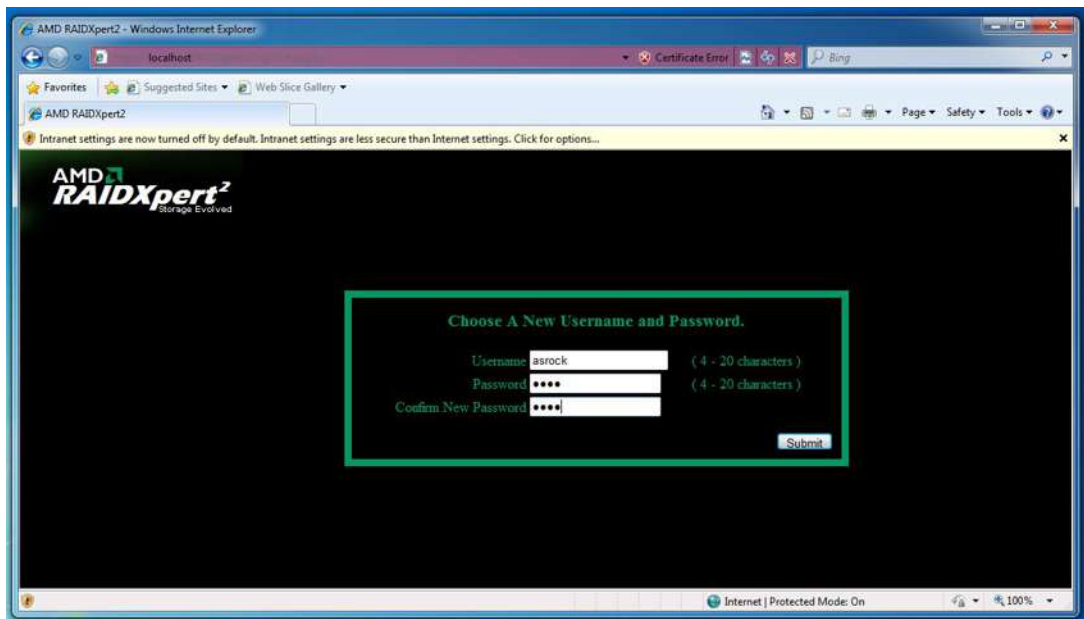 AMD RAIDXpert2 - Windows Internet Explorer
localhost
Certificate Error
Bing
Favorites
Suggested Sites
Web Slice Gallery
AMD RAIDXpert2
Page
Safety
Tools
Intranet settings are now turned off by default. Intranet settings are less secure than Internet settings. Click for options...
AMD
RAIDXpert2
Storage Evolved
Choose A New Username and Password.
Username asrock ( 4 - 20 characters )
Password •••• ( 4 - 20 characters )
Confirm New Password ••••
Submit
Internet | Protected Mode: On
100%